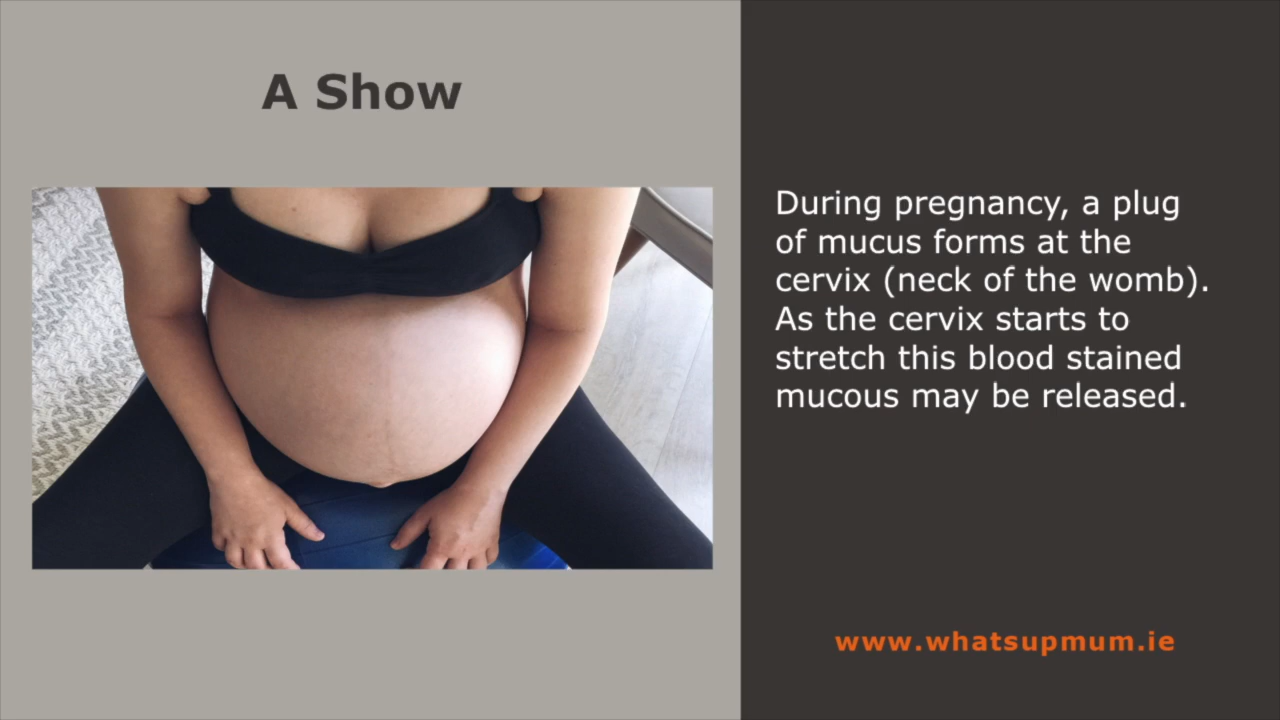 A Show
During pregnancy, a plug
of mucus forms at the
cervix (neck of the womb).
As the cervix starts to
stretch this blood stained
mucous may be released.
www.whatsupmum.ie